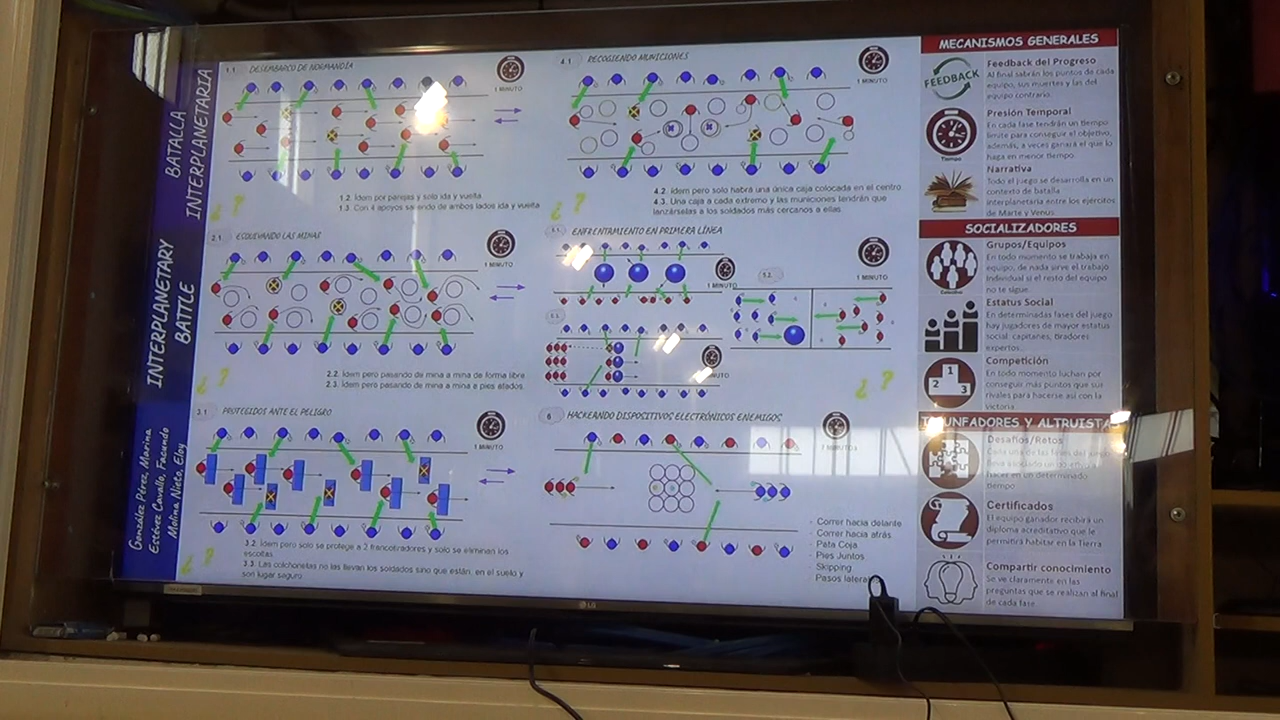 BATALLA
INTERPLANETARIA
INTERPLANETARY
BATTLE
González Pérez, Marina
Estévez Cavallo, Facundo
Molina Nieto, Eloy
1.1 DESEMBARCO DE NORMANDÍA
1 MINUTO
1.2. Ídem por parejas y solo ida y vuelta
1.3. Con 4 apoyos saliendo de ambos lados ida y vuelta
¿ ?
2.1 ESQUIVANDO LAS MINAS
1 MINUTO
2.2. Ídem pero pasando de mina a mina de forma libre
2.3. Ídem pero pasando de mina a mina a pies atados.
¿ ?
3.1 PROTEGIDOS ANTE EL PELIGRO
1 MINUTO
3.2. Ídem pero solo se protege a 2 francotiradores y solo se eliminan los
escoltas.
3.3. Las colchonetas no las llevan los soldados sino que están, en el suelo y
son lugar seguro
¿ ?
4.1 RECOGIENDO MUNICIONES
1 MINUTO
4.2. Ídem pero solo habrá una única caja colocada en el centro
4.3. Una caja a cada extremo y las municiones tendrán que
lanzárselas a los soldados más cercanos a ellas
¿ ?
5.1. ENFRENTAMIENTO EN PRIMERA LÍNEA
1 MINUTO
5.2.
1 MINUTO
5.3.
¿ ?
6 HACKEANDO DISPOSITIVOS ELECTRÓNICOS ENEMIGOS
- Correr hacia delante
- Correr hacia atrás
- Pata Coja
- Pies Juntos
- Skipping
MECANISMOS GENERALES
FEEDBACK
Feedback del Progreso
Al final sabrán los puntos de cada
equipo, sus muertes y las del
equipo contrario.
Tiempo
Presión Temporal
En cada fase tendrán un tiempo
límite para conseguir el objetivo,
además, a veces ganará el que lo
haga en menor tiempo.
Narrativa
Todo el juego se desarrolla en un
contexto de batalla
interplanetaria entre los ejércitos
de Marte y Venus.
SOCIALIZADORES
Grupos/Equipos
En todo momento se trabaja en
equipo, de nada sirve el trabajo
individual si el resto del equipo
no te sigue.
Estatus Social
En determinadas fases del juego
hay jugadores de mayor estatus
social: capitanes, tiradores
expertos...
1
2
3
Competición
En todo momento luchan por
conseguir más puntos que sus
rivales para hacerse así con la
victoria.
Desafíos/Retos
tiempo
Certificados
El equipo ganador recibirá un
diploma acreditativo que le
permitirá habitar en la Tierra
Compartir conocimiento
Se ve claramente en las
preguntas que se realizan al final
de cada fase
LG